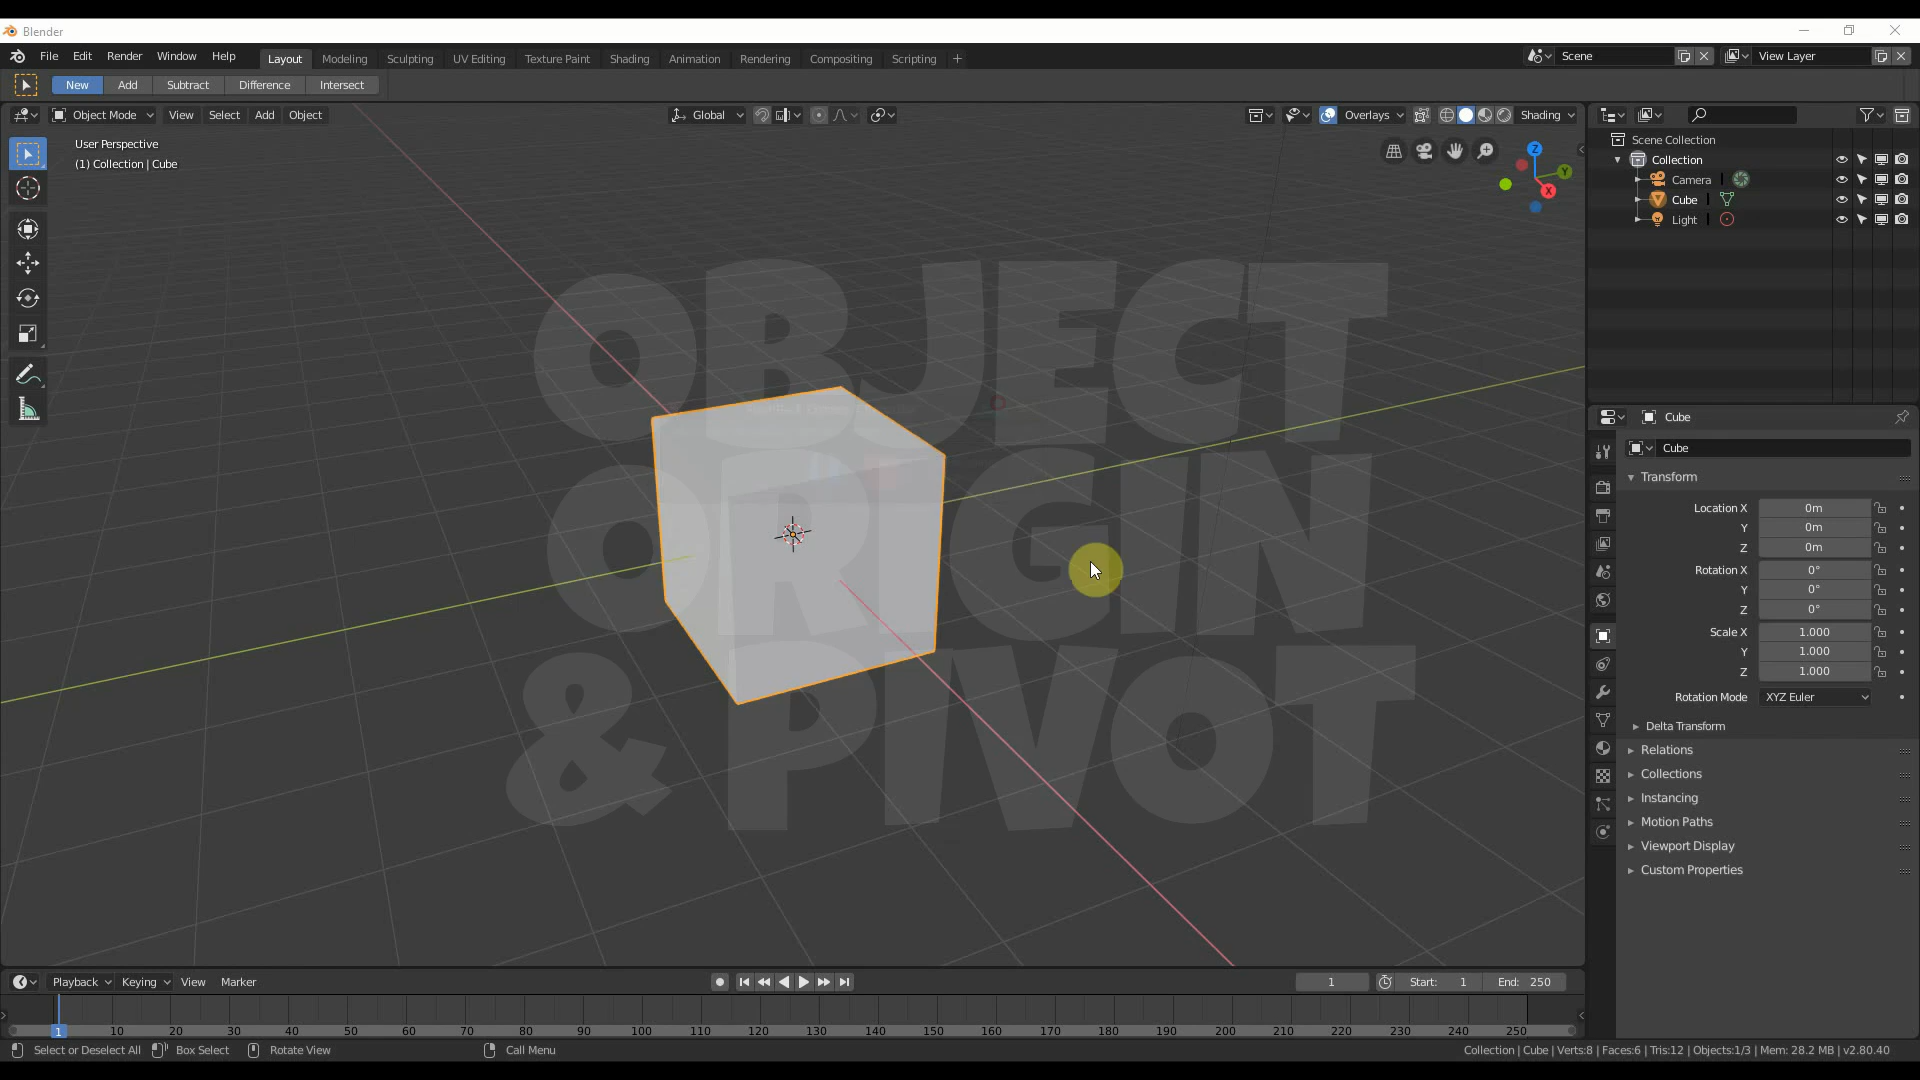 Blender
File Edit Render Window Help Layout Modeling Sculpting UV Editing Texture Paint Shading Animation Rendering Compositing Scripting + Scene View Layer
New Add Subtract Difference Intersect
Object Mode View Select Add Object Global Overlays Shading
User Perspective
(1) Collection | Cube
Z
Y
X
OBJECT
ORIGIN
& PIVOT
Scene Collection
Collection
Camera
Cube
Light
Cube
Cube
Transform
Location X 0m
Y 0m
Z 0m
Rotation X 0°
Y 0°
Z 0°
Scale X 1.000
Y 1.000
Z 1.000
Rotation Mode XYZ Euler
Delta Transform
Relations
Collections
Instancing
Motion Paths
Viewport Display
Custom Properties
Playback Keying View Marker 1 Start: 1 End: 250
1 10 20 30 40 50 60 70 80 90 100 110 120 130 140 150 160 170 180 190 200 210 220 230 240 250
Select or Deselect All Box Select Rotate View Call Menu Collection | Cube | Verts:8 | Faces:6 | Tris:12 | Objects:1/3 | Mem: 28.2 MB | v2.80.40